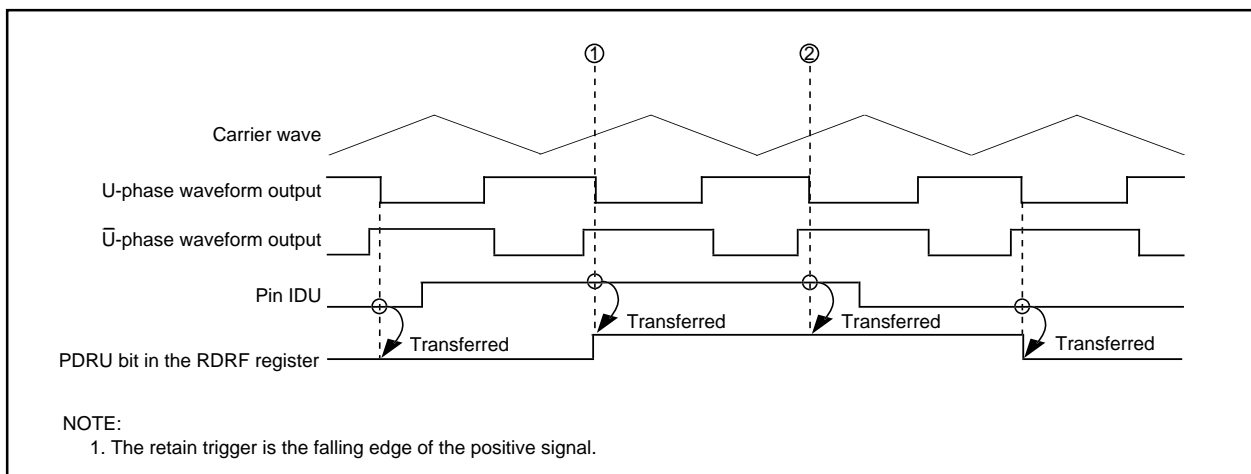 ① ②
Carrier wave
U-phase waveform output
U̅-phase waveform output
Pin IDU
Transferred Transferred Transferred Transferred
PDRU bit in the RDRF register
NOTE:
1. The retain trigger is the falling edge of the positive signal.